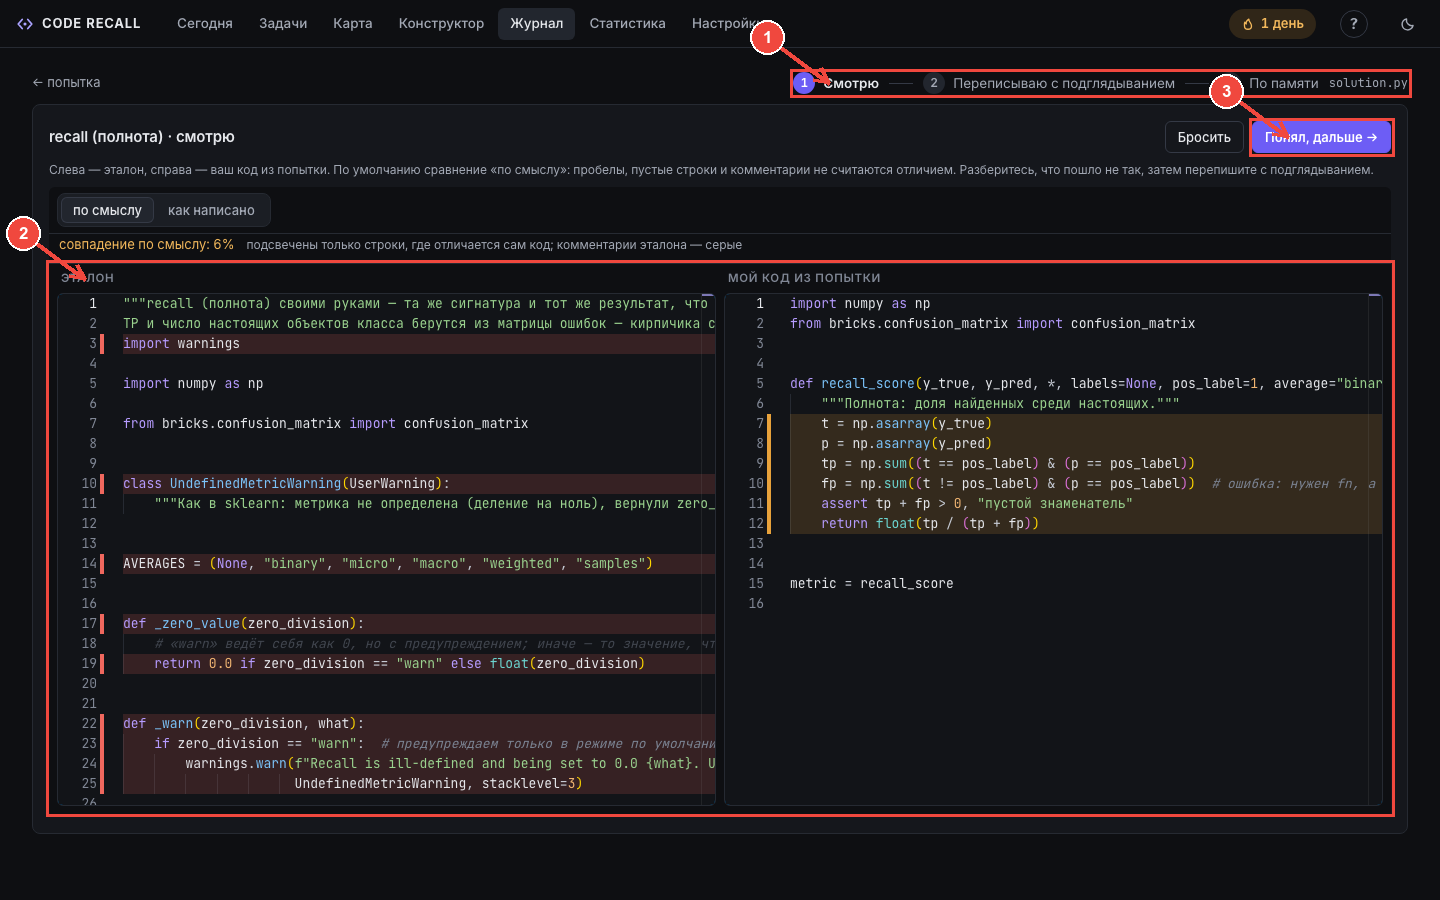 CODE RECALL Сегодня Задачи Карта Конструктор Журнал Статистика Настройки 1 день ?
1
← попытка
1 Смотрю 2 Переписываю с подглядыванием По памяти solution.py
3
recall (полнота) · смотрю
Бросить Понял, дальше →
Слева — эталон, справа — ваш код из попытки. По умолчанию сравнение «по смыслу»: пробелы, пустые строки и комментарии не считаются отличием. Разберитесь, что пошло не так, затем перепишите с подглядыванием.
по смыслу как написано
2
совпадение по смыслу: 6% подсвечены только строки, где отличается сам код; комментарии эталона — серые
ЭТАЛОН
1 """recall (полнота) своими руками — та же сигнатура и тот же результат, что
2 TP и число настоящих объектов класса берутся из матрицы ошибок — кирпичика с
3 import warnings
4
5 import numpy as np
6
7 from bricks.confusion_matrix import confusion_matrix
8
9
10 class UndefinedMetricWarning(UserWarning):
11 """Как в sklearn: метрика не определена (деление на ноль), вернули zero_
12
13
14 AVERAGES = (None, "binary", "micro", "macro", "weighted", "samples")
15
16
17 def _zero_value(zero_division):
18 # «warn» ведёт себя как 0, но с предупреждением; иначе — то значение, чт
19 return 0.0 if zero_division == "warn" else float(zero_division)
20
21
22 def _warn(zero_division, what):
23 if zero_division == "warn": # предупреждаем только в режиме по умолчани
24 warnings.warn(f"Recall is ill-defined and being set to 0.0 {what}. U
25 UndefinedMetricWarning, stacklevel=3)
26
МОЙ КОД ИЗ ПОПЫТКИ
1 import numpy as np
2 from bricks.confusion_matrix import confusion_matrix
3
4
5 def recall_score(y_true, y_pred, *, labels=None, pos_label=1, average="binar
6 """Полнота: доля найденных среди настоящих."""
7 t = np.asarray(y_true)
8 p = np.asarray(y_pred)
9 tp = np.sum((t == pos_label) & (p == pos_label))
10 fp = np.sum((t != pos_label) & (p == pos_label)) # ошибка: нужен fn, а
11 assert tp + fp > 0, "пустой знаменатель"
12 return float(tp / (tp + fp))
13
14
15 metric = recall_score
16